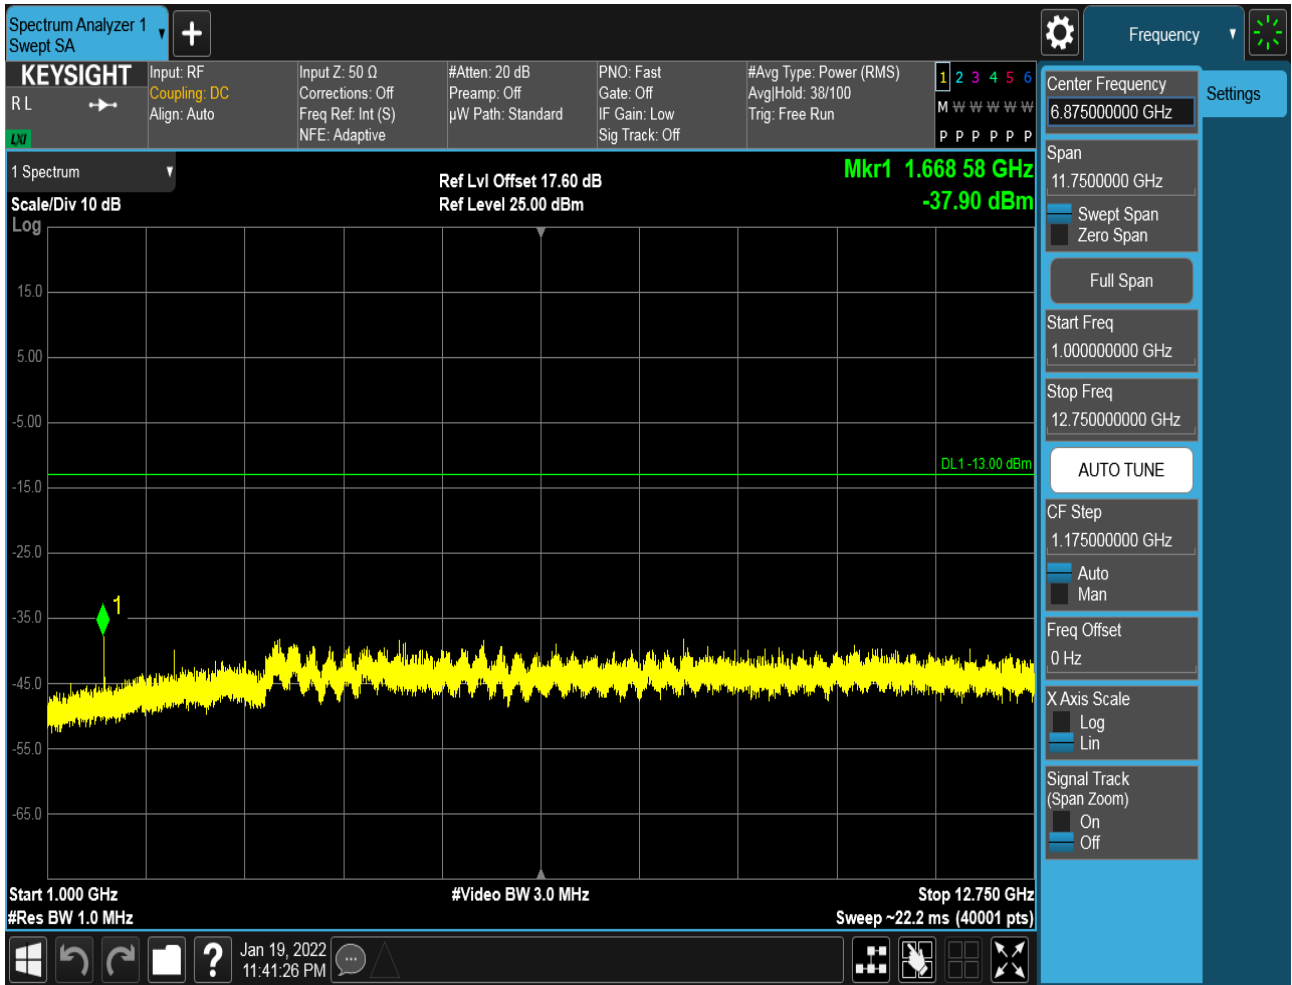 Spectrum Analyzer 1
Swept SA
Frequency
KEYSIGHT
R L
LXI
Input: RF
Coupling: DC
Align: Auto
Input Z: 50 Ω
Corrections: Off
Freq Ref: Int (S)
NFE: Adaptive
#Atten: 20 dB
Preamp: Off
µW Path: Standard
PNO: Fast
Gate: Off
IF Gain: Low
Sig Track: Off
#Avg Type: Power (RMS)
Avg|Hold: 38/100
Trig: Free Run
1 2 3 4 5 6
M W W W W W
P P P P P P
1 Spectrum
Scale/Div 10 dB
Log
Ref Lvl Offset 17.60 dB
Ref Level 25.00 dBm
Mkr1 1.668 58 GHz
-37.90 dBm
15.0
5.00
-5.00
DL1 -13.00 dBm
-15.0
-25.0
1
-35.0
-45.0
-55.0
-65.0
Start 1.000 GHz
#Video BW 3.0 MHz
Stop 12.750 GHz
#Res BW 1.0 MHz
Sweep ~22.2 ms (40001 pts)
Jan 19, 2022
11:41:26 PM
Center Frequency
6.875000000 GHz
Settings
Span
11.7500000 GHz
Swept Span
Zero Span
Full Span
Start Freq
1.000000000 GHz
Stop Freq
12.750000000 GHz
AUTO TUNE
CF Step
1.175000000 GHz
Auto
Man
Freq Offset
0 Hz
X Axis Scale
Log
Lin
Signal Track
(Span Zoom)
On
Off